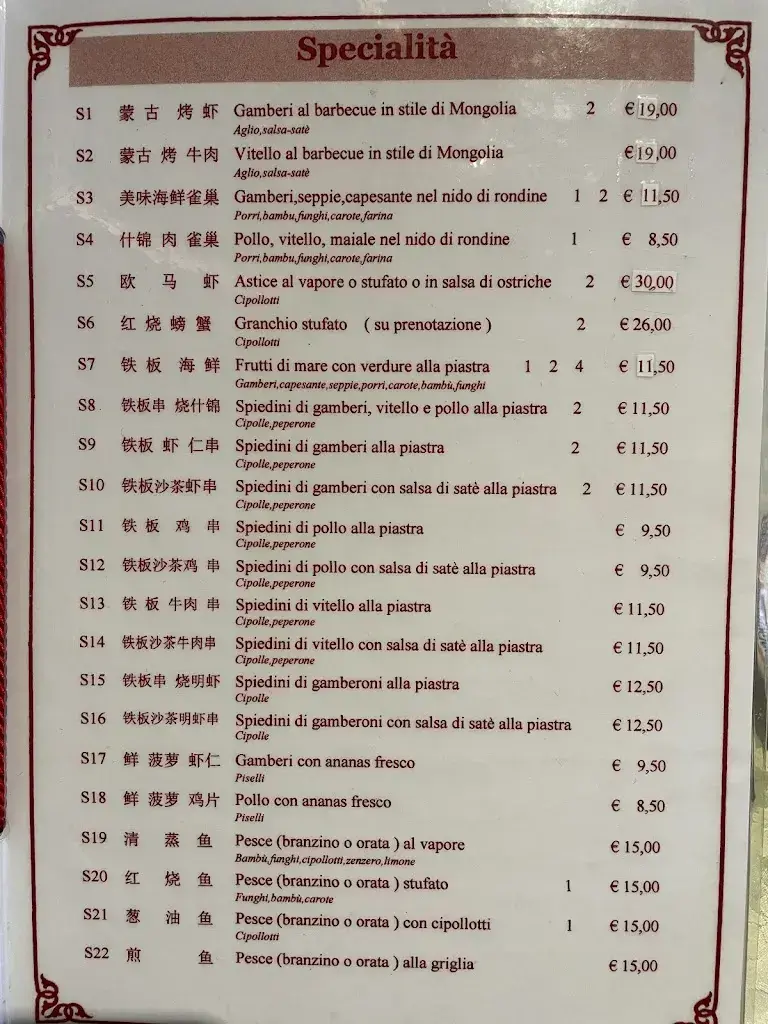 Specialità
S1 蒙古烤虾 Gamberi al barbecue in stile di Mongolia 2 € 19,00
Aglio,salsa-satè
S2 蒙古烤牛肉 Vitello al barbecue in stile di Mongolia € 19,00
Aglio,salsa-satè
S3 美味海鲜雀巢 Gamberi,seppie,capesante nel nido di rondine 1 2 € 11,50
Porri,bambu,funghi,carote,farina
S4 什锦肉雀巢 Pollo, vitello, maiale nel nido di rondine 1 € 8,50
Porri,bambu,funghi,carote,farina
S5 欧马虾 Astice al vapore o stufato o in salsa di ostriche 2 € 30,00
Cipollotti
S6 红烧螃蟹 Granchio stufato ( su prenotazione ) 2 € 26,00
Cipollotti
S7 铁板海鲜 Frutti di mare con verdure alla piastra 1 2 4 € 11,50
Gamberi,capesante,seppie,porri,carote,bambù,funghi
S8 铁板串烧什锦 Spiedini di gamberi, vitello e pollo alla piastra 2 € 11,50
Cipolle,peperone
S9 铁板虾仁串 Spiedini di gamberi alla piastra 2 € 11,50
Cipolle,peperone
S10 铁板沙茶虾串 Spiedini di gamberi con salsa di satè alla piastra 2 € 11,50
Cipolle,peperone
S11 铁板鸡串 Spiedini di pollo alla piastra € 9,50
Cipolle,peperone
S12 铁板沙茶鸡串 Spiedini di pollo con salsa di satè alla piastra € 9,50
Cipolle,peperone
S13 铁板牛肉串 Spiedini di vitello alla piastra € 11,50
Cipolle,peperone
S14 铁板沙茶牛肉串 Spiedini di vitello con salsa di satè alla piastra € 11,50
Cipolle,peperone
S15 铁板串烧明虾 Spiedini di gamberoni alla piastra € 12,50
Cipolle
S16 铁板沙茶明虾串 Spiedini di gamberoni con salsa di satè alla piastra € 12,50
Cipolle
S17 鲜菠萝虾仁 Gamberi con ananas fresco € 9,50
Piselli
S18 鲜菠萝鸡片 Pollo con ananas fresco € 8,50
Piselli
S19 清蒸鱼 Pesce (branzino o orata ) al vapore € 15,00
Bambù,funghi,cipollotti,zenzero,limone
S20 红烧鱼 Pesce (branzino o orata ) stufato 1 € 15,00
Funghi,bambù,carote
S21 葱油鱼 Pesce (branzino o orata ) con cipollotti 1 € 15,00
Cipollotti
S22 煎鱼 Pesce (branzino o orata ) alla griglia € 15,00